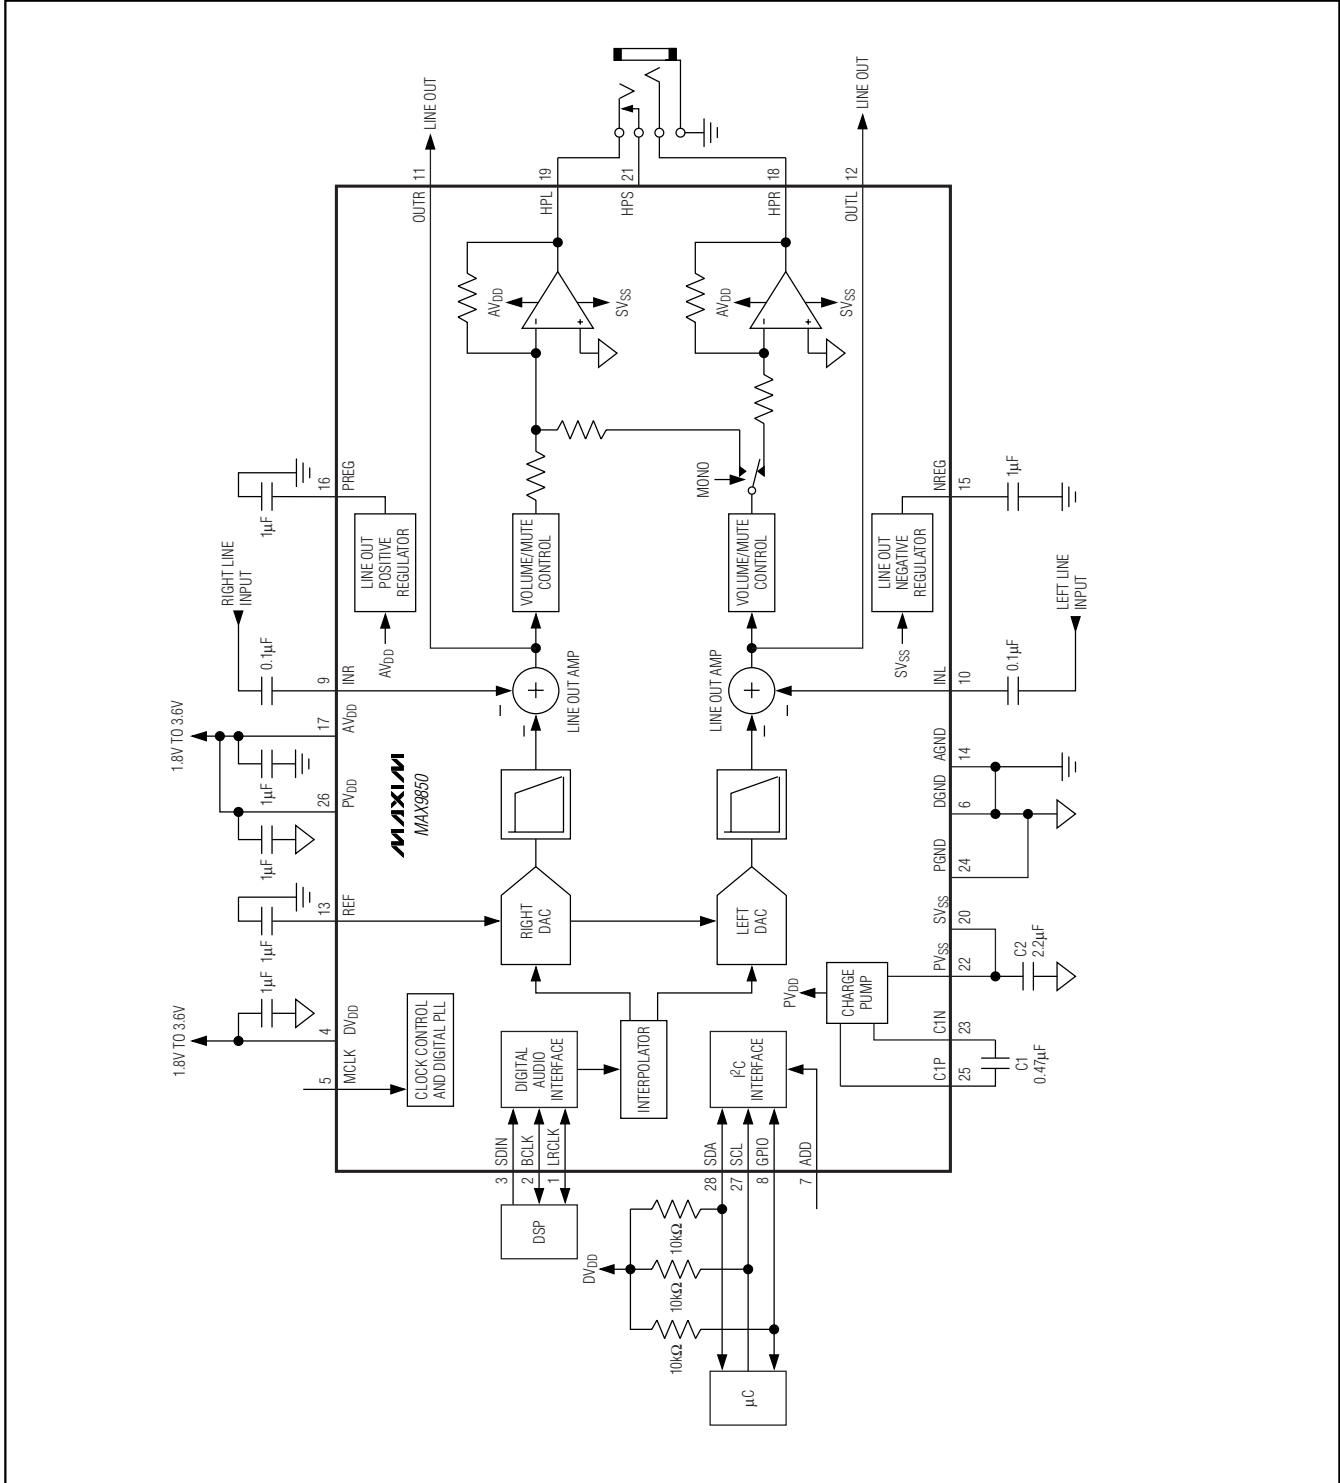 LINE OUT
LINE OUT
11
19
21
18
12
OUTR
HPL
HPS
HPR
OUTL
AVDD
SVSS
AVDD
SVSS
−
+
−
+
MONO
1µF
16
PREG
NREG
15
1µF
LINE OUT
POSITIVE
REGULATOR
VOLUME/MUTE
CONTROL
VOLUME/MUTE
CONTROL
LINE OUT
NEGATIVE
REGULATOR
RIGHT LINE
INPUT
LEFT LINE
INPUT
AVDD
SVSS
0.1µF
9
INR
INL
10
0.1µF
+
LINE OUT AMP
+
LINE OUT AMP
−
−
−
−
1.8V TO 3.6V
17
AVDD
1µF
26
PVDD
1µF
MAXIM
MAX9850
AGND
14
DGND
6
PGND
24
1µF
13
REF
RIGHT
DAC
LEFT
DAC
SVSS
20
PVSS
22
C2
2.2µF
1.8V TO 3.6V
1µF
4
DVDD
5
MCLK
CLOCK CONTROL
AND DIGITAL PLL
PVDD
CHARGE
PUMP
C1N
23
C1P
25
C1
0.47µF
DIGITAL
AUDIO
INTERFACE
INTERPOLATOR
I2C
INTERFACE
3
SDIN
2
BCLK
1
LRCLK
28
SDA
27
SCL
8
GPIO
7
ADD
DSP
DVDD
10kΩ
10kΩ
10kΩ
µC